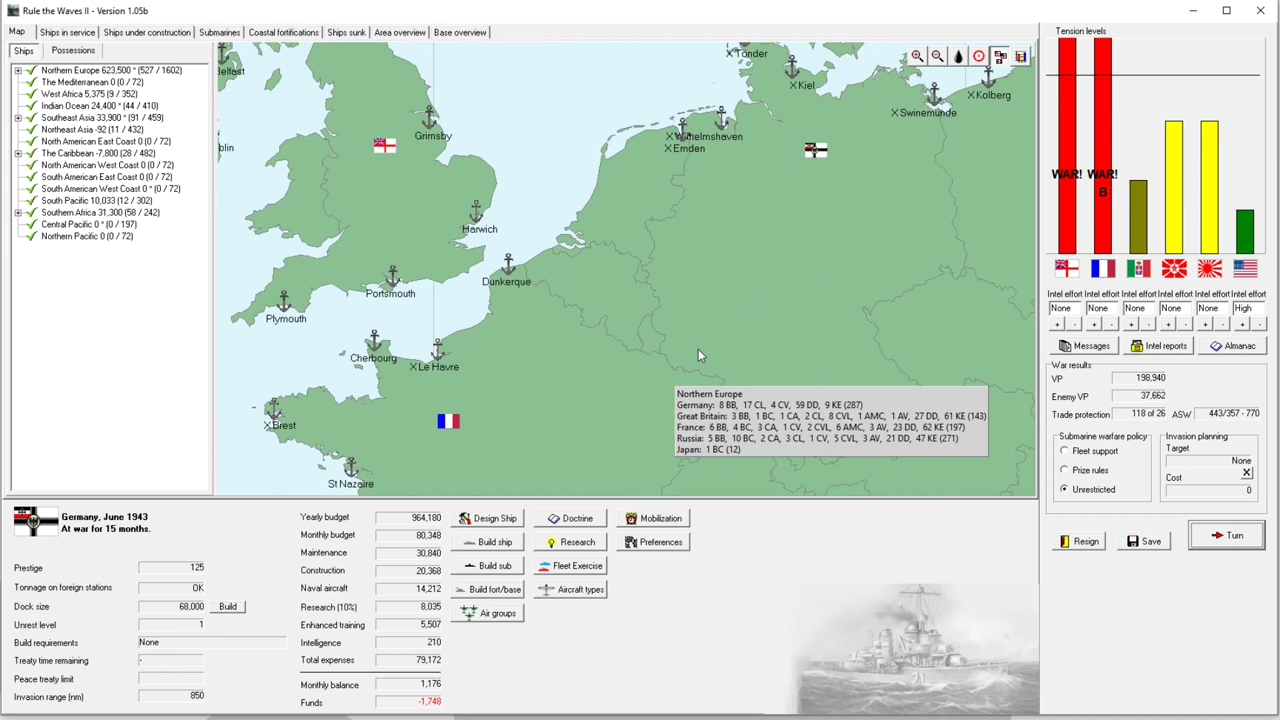 Rule the Waves II - Version 1.05b
Map Ships in service Ships under construction Submarines Coastal fortifications Ships sunk Area overview Base overview
Ships Possessions
Northern Europe 623,500 * (527 / 1602)
The Mediterranean 0 (0 / 72)
West Africa 5,375 (9 / 352)
Indian Ocean 24,400 * (44 / 410)
Southeast Asia 33,900 * (91 / 459)
Northeast Asia -92 (11 / 432)
North American East Coast 0 (0 / 72)
The Caribbean -7,800 (28 / 482)
North American West Coast 0 (0 / 72)
South American East Coast 0 (0 / 72)
South American West Coast 0 * (0 / 72)
South Pacific 10,033 (12 / 302)
Southern Africa 31,300 (58 / 242)
Central Pacific 0 * (0 / 197)
Northern Pacific 0 (0 / 72)
Belfast
blin
Grimsby
Harwich
Portsmouth
Plymouth
Dunkerque
Cherbourg
Le Havre
Brest
St Nazaire
Tonder
Kiel
Kolberg
Swinemunde
Wilhelmshaven
Emden
Northern Europe
Germany: 8 BB, 17 CL, 4 CV, 59 DD, 9 KE (287)
Great Britain: 3 BB, 1 BC, 1 CA, 2 CL, 8 CVL, 1 AMC, 1 AV, 27 DD, 61 KE (143)
France: 6 BB, 4 BC, 3 CA, 1 CV, 2 CVL, 6 AMC, 3 AV, 23 DD, 62 KE (197)
Russia: 5 BB, 10 BC, 2 CA, 3 CL, 1 CV, 5 CVL, 3 AV, 21 DD, 47 KE (271)
Japan: 1 BC (12)
Tension levels
WAR! WAR!
B
Intel effort Intel effort Intel effort Intel effort Intel effort Intel effort
None None None None None High
+ - + - + - + - + - + -
Messages Intel reports Almanac
War results
VP 198,940
Enemy VP 37,662
Trade protection 118 of 26 ASW 443/357 - 770
Submarine warfare policy
Fleet support
Prize rules
Unrestricted
Invasion planning
Target
None
X
Cost
0
Resign Save Turn
Germany, June 1943
At war for 15 months.
Prestige 125
Tonnage on foreign stations OK
Dock size 68,000 Build
Unrest level 1
Build requirements None
Treaty time remaining -
Peace treaty limit
Invasion range (nm) 850
Yearly budget 964,180
Monthly budget 80,348
Maintenance 30,840
Construction 20,368
Naval aircraft 14,212
Research (10%) 8,035
Enhanced training 5,507
Intelligence 210
Total expenses 79,172
Monthly balance 1,176
Funds -1,748
Design Ship Doctrine Mobilization
Build ship Research Preferences
Build sub Fleet Exercise
Build fort/base Aircraft types
Air groups